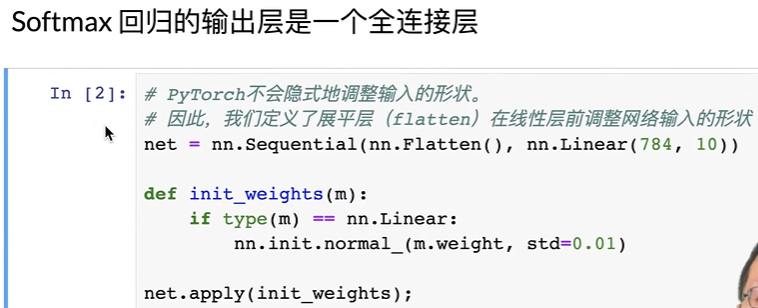 Softmax 回归的输出层是一个全连接层
In [2]: # PyTorch不会隐式地调整输入的形状。
# 因此，我们定义了展平层（flatten）在线性层前调整网络输入的形状
net = nn.Sequential(nn.Flatten(), nn.Linear(784, 10))
def init_weights(m):
if type(m) == nn.Linear:
nn.init.normal_(m.weight, std=0.01)
net.apply(init_weights);